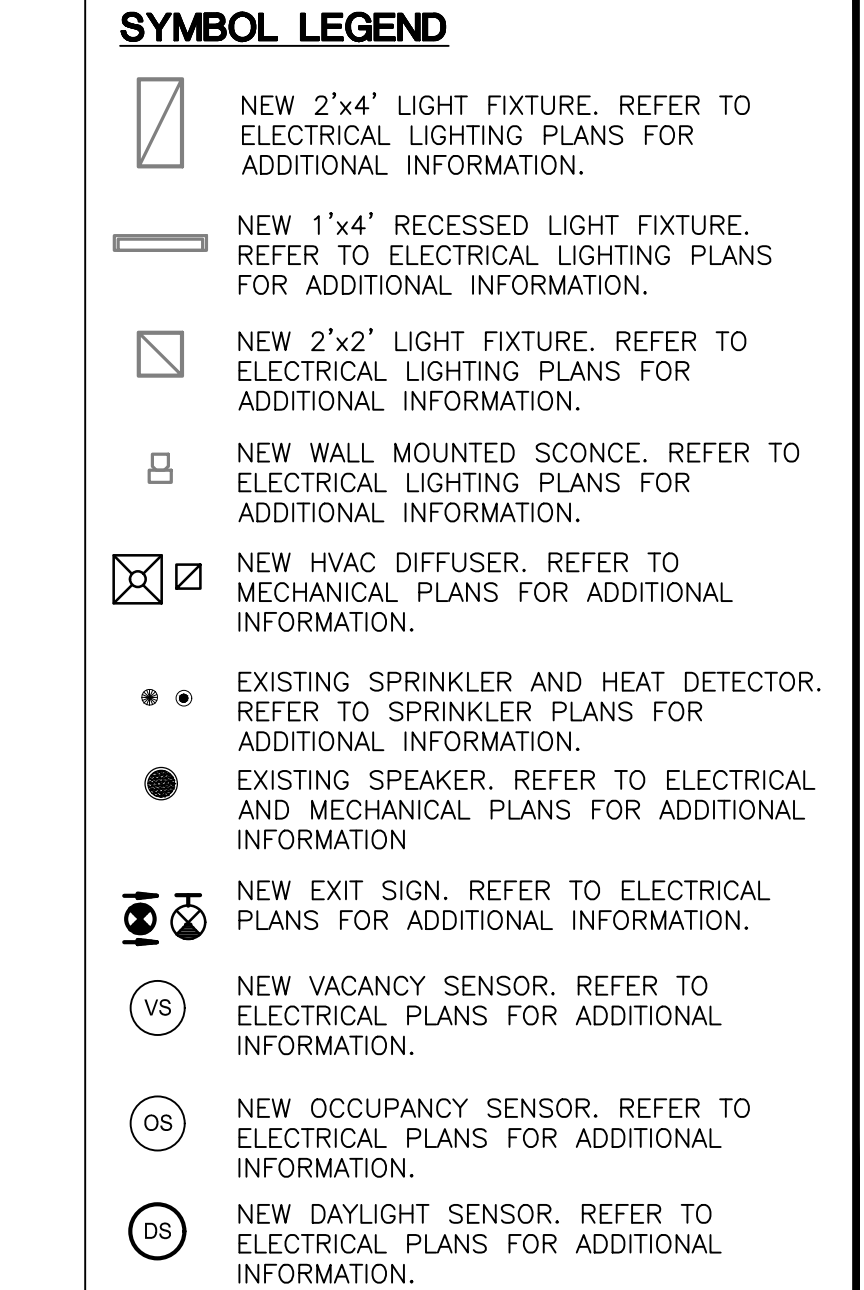 SYMBOL LEGEND
NEW 2'x4' LIGHT FIXTURE. REFER TO
ELECTRICAL LIGHTING PLANS FOR
ADDITIONAL INFORMATION.
NEW 1'x4' RECESSED LIGHT FIXTURE.
REFER TO ELECTRICAL LIGHTING PLANS
FOR ADDITIONAL INFORMATION.
NEW 2'x2' LIGHT FIXTURE. REFER TO
ELECTRICAL LIGHTING PLANS FOR
ADDITIONAL INFORMATION.
NEW WALL MOUNTED SCONCE. REFER TO
ELECTRICAL LIGHTING PLANS FOR
ADDITIONAL INFORMATION.
NEW HVAC DIFFUSER. REFER TO
MECHANICAL PLANS FOR ADDITIONAL
INFORMATION.
EXISTING SPRINKLER AND HEAT DETECTOR.
REFER TO SPRINKLER PLANS FOR
ADDITIONAL INFORMATION.
EXISTING SPEAKER. REFER TO ELECTRICAL
AND MECHANICAL PLANS FOR ADDITIONAL
INFORMATION
NEW EXIT SIGN. REFER TO ELECTRICAL
PLANS FOR ADDITIONAL INFORMATION.
VS
NEW VACANCY SENSOR. REFER TO
ELECTRICAL PLANS FOR ADDITIONAL
INFORMATION.
OS
NEW OCCUPANCY SENSOR. REFER TO
ELECTRICAL PLANS FOR ADDITIONAL
INFORMATION.
DS
NEW DAYLIGHT SENSOR. REFER TO
ELECTRICAL PLANS FOR ADDITIONAL
INFORMATION.